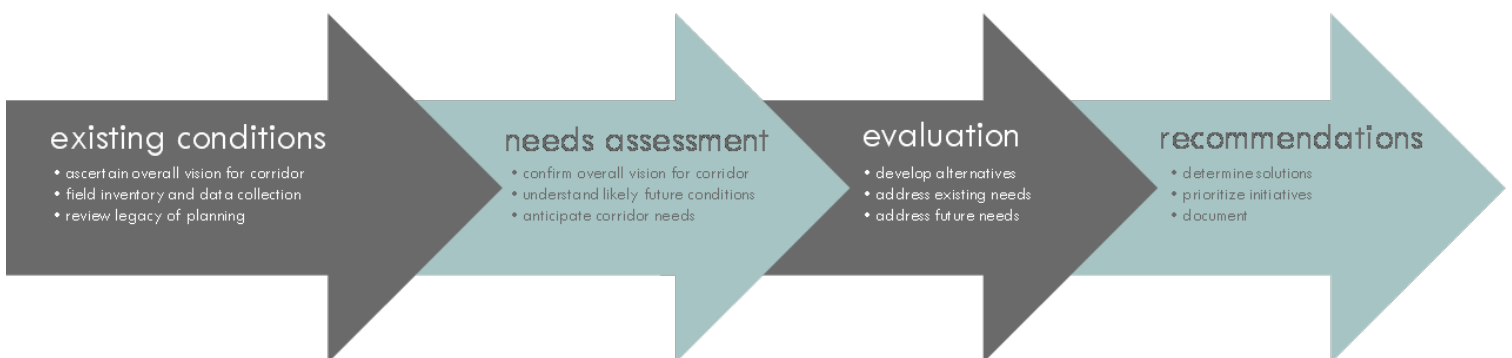 existing conditions
• ascertain overall vision for corridor
• field inventory and data collection
• review legacy of planning
needs assessment
• confirm overall vision for corridor
• understand likely future conditions
• anticipate corridor needs
evaluation
• develop alternatives
• address existing needs
• address future needs
recommendations
• determine solutions
• prioritize initiatives
• document